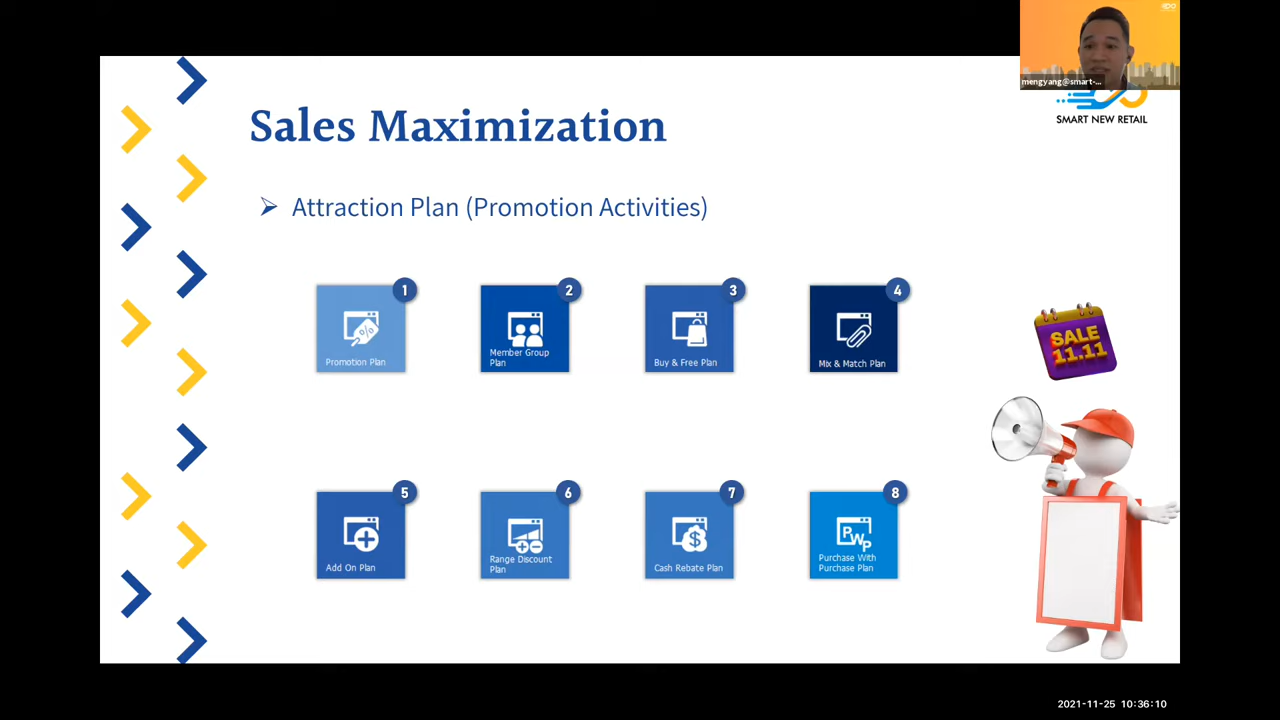 mengyang@smart-...
SMART NEW RETAIL
Sales Maximization
Attraction Plan (Promotion Activities)
1
Promotion Plan
2
Member Group
Plan
3
Buy & Free Plan
4
Mix & Match Plan
SALE
11.11
5
Add On Plan
6
Range Discount
Plan
7
$
Cash Rebate Plan
8
PWP
Purchase With
Purchase Plan
2021-11-25 10:36:10